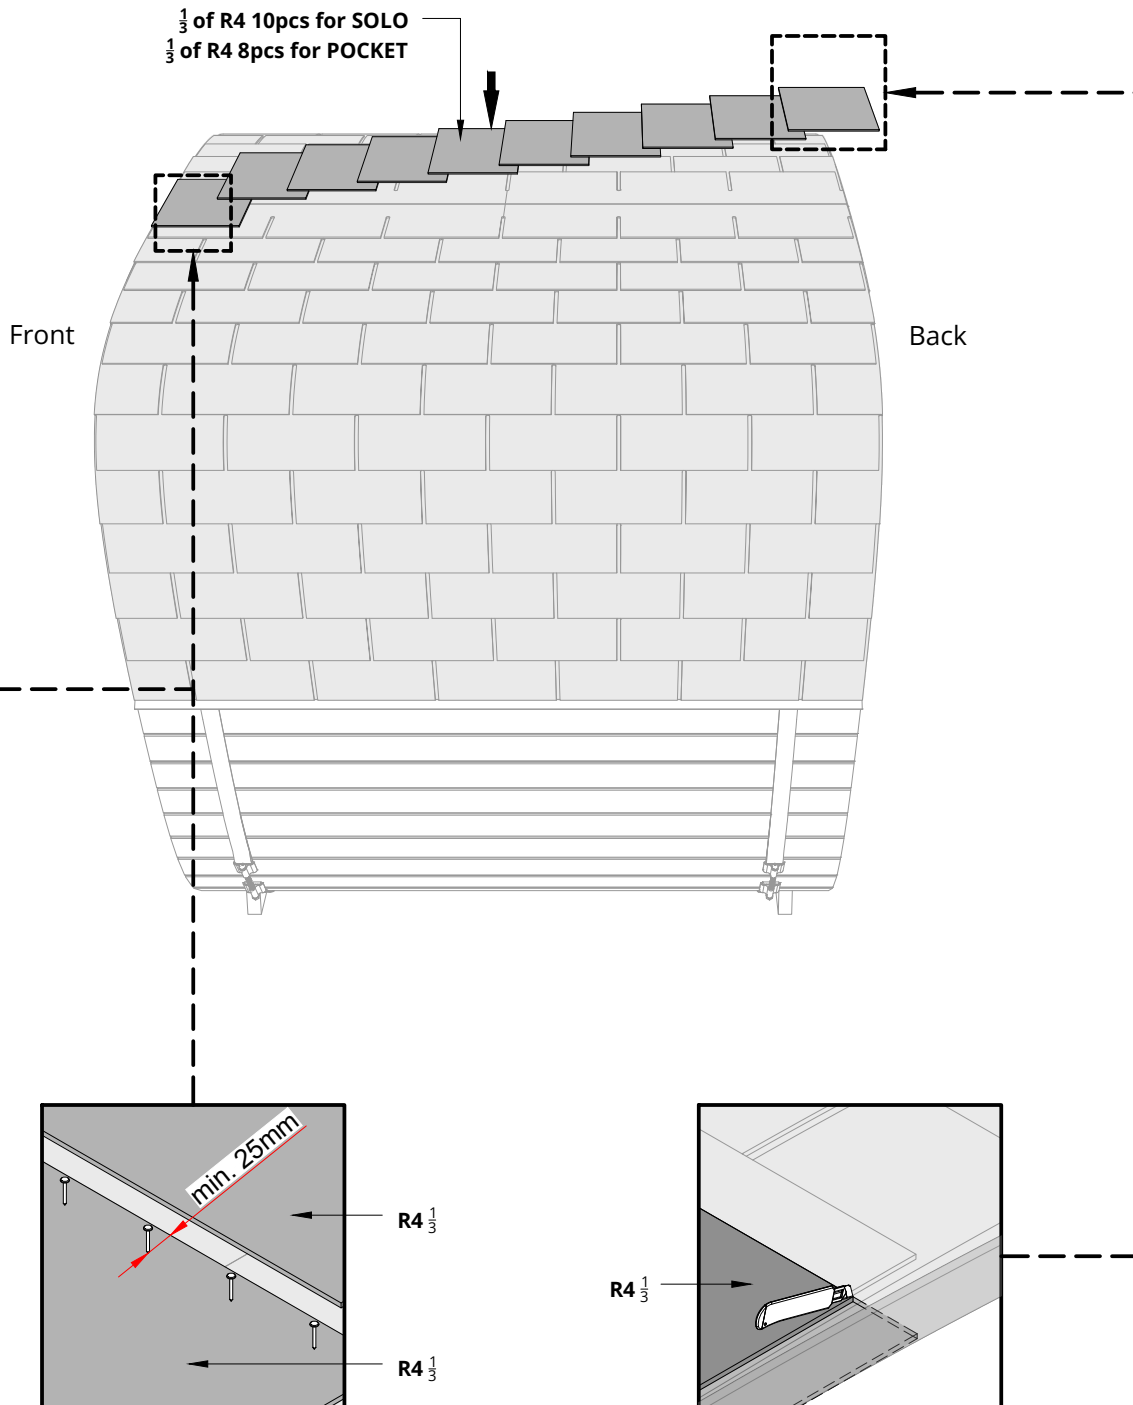 1/3 of R4 10pcs for SOLO
1/3 of R4 8pcs for POCKET
Front
Back
min. 25mm
R4 1/3
R4 1/3
R4 1/3